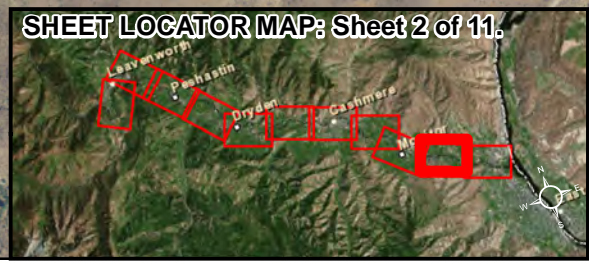 SHEET LOCATOR MAP: Sheet 2 of 11.
Leavenworth
Peshastin
Dryden
Cashmere
N
E
W
S